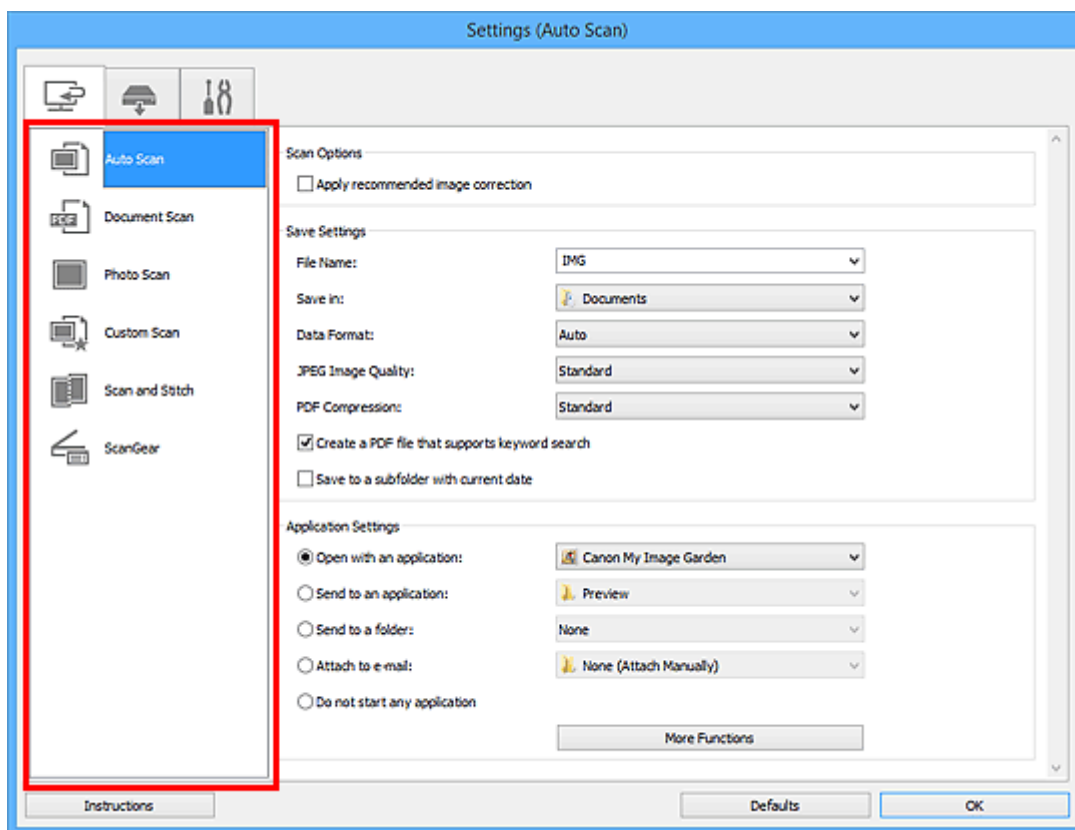 Settings (Auto Scan)
Auto Scan
Document Scan
PDF
Photo Scan
Custom Scan
Scan and Stitch
ScanGear
Scan Options
Apply recommended image correction
Save Settings
File Name: IMG
Save in: Documents
Data Format: Auto
JPEG Image Quality: Standard
PDF Compression: Standard
Create a PDF file that supports keyword search
Save to a subfolder with current date
Application Settings
Open with an application: Canon My Image Garden
Send to an application: Preview
Send to a folder: None
Attach to e-mail: None (Attach Manually)
Do not start any application
More Functions
Instructions
Defaults
OK